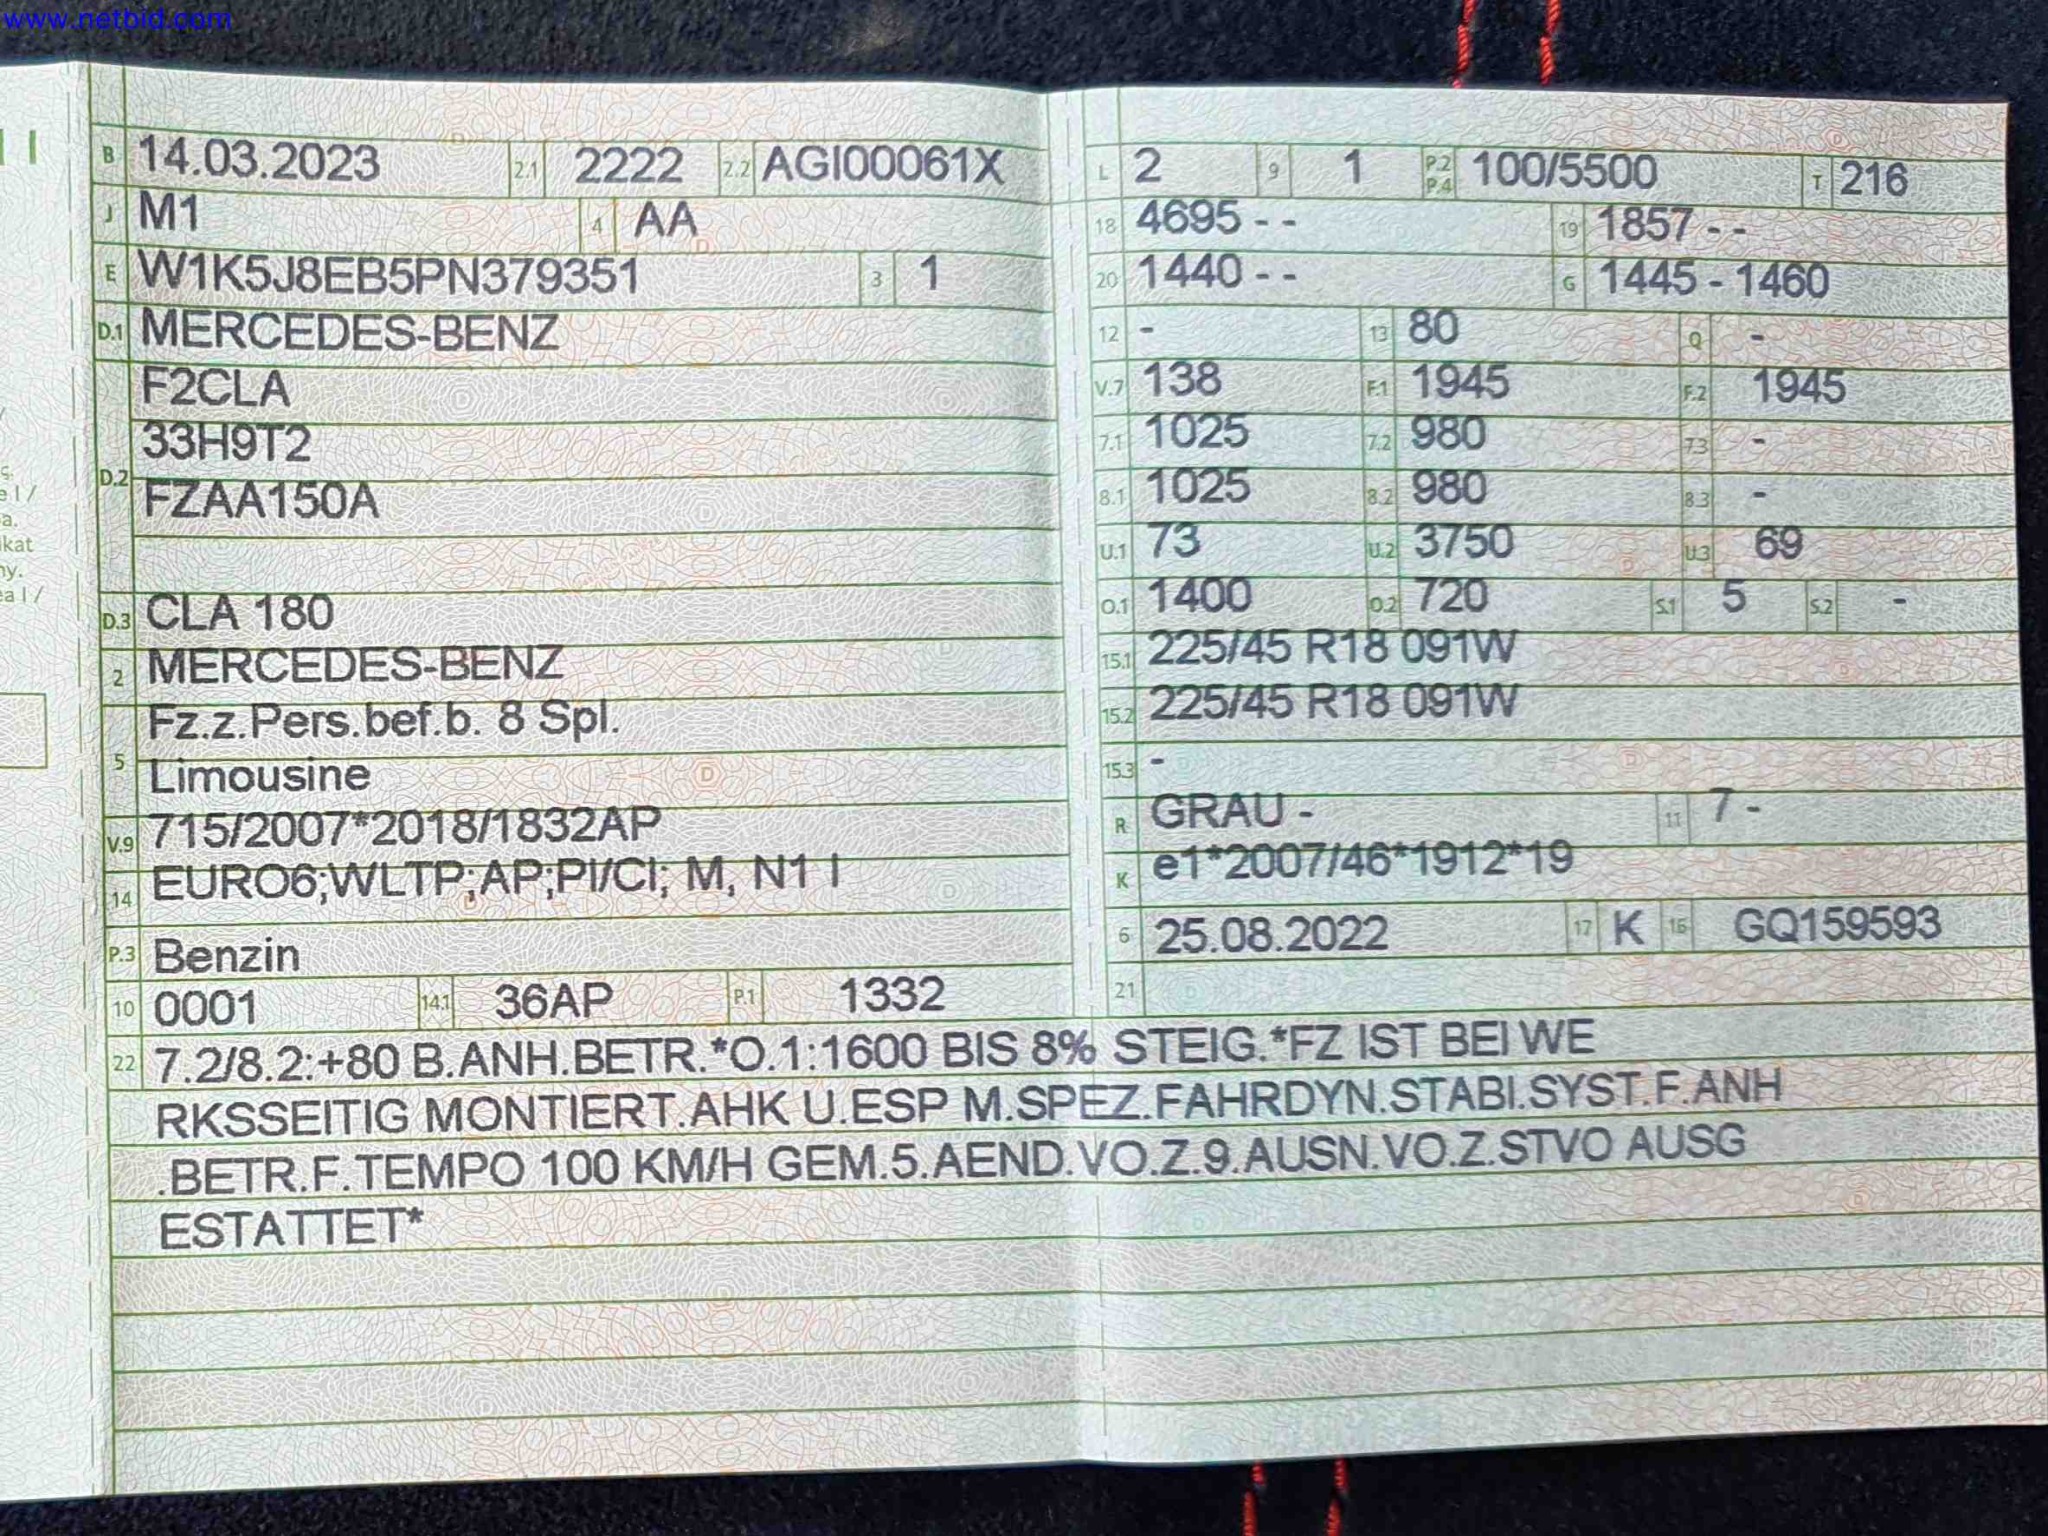 www.netbid.com
II
B 14.03.2023 2.1 2222 2.2 AGI00061X
J M1 4 AA
E W1K5J8EB5PN379351 3 1
D.1 MERCEDES-BENZ
F2CLA
33H9T2
D.2 FZAA150A
D.3 CLA 180
2 MERCEDES-BENZ
Fz.z.Pers.bef.b. 8 Spl.
5 Limousine
V.9 715/2007*2018/1832AP
14 EURO6;WLTP;AP;PI/CI; M, N1 I
P.3 Benzin
10 0001 14.1 36AP P.1 1332
L 2 9 1 P.2 P.4 100/5500 T 216
18 4695 - - 19 1857 - -
20 1440 - - G 1445 - 1460
12 - 13 80 Q -
V.7 138 F.1 1945 F.2 1945
7.1 1025 7.2 980 7.3 -
8.1 1025 8.2 980 8.3 -
U.1 73 U.2 3750 U.3 69
O.1 1400 O.2 720 S.1 5 S.2 -
15.1 225/45 R18 091W
15.2 225/45 R18 091W
15.3 -
R GRAU - 11 7 -
K e1*2007/46*1912*19
6 25.08.2022 17 K 16 GQ159593
21
22 7.2/8.2:+80 B.ANH.BETR.*O.1:1600 BIS 8% STEIG.*FZ IST BEI WE
RKSSEITIG MONTIERT.AHK U.ESP M.SPEZ.FAHRDYN.STABI.SYST.F.ANH
.BETR.F.TEMPO 100 KM/H GEM.5.AEND.VO.Z.9.AUSN.VO.Z.STVO AUSG
ESTATTET*